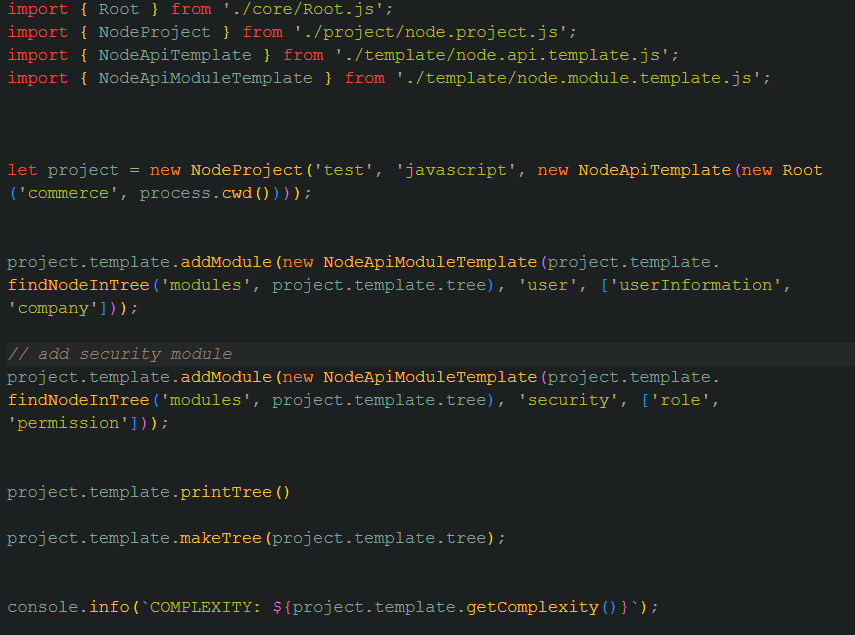 import { Root } from './core/Root.js';
import { NodeProject } from './project/node.project.js';
import { NodeApiTemplate } from './template/node.api.template.js';
import { NodeApiModuleTemplate } from './template/node.module.template.js';
let project = new NodeProject('test', 'javascript', new NodeApiTemplate(new Root
('commerce', process.cwd())));
project.template.addModule(new NodeApiModuleTemplate(project.template.
findNodeInTree('modules', project.template.tree), 'user', ['userInformation',
'company']));
// add security module
project.template.addModule(new NodeApiModuleTemplate(project.template.
findNodeInTree('modules', project.template.tree), 'security', ['role',
'permission']));
project.template.printTree()
project.template.makeTree(project.template.tree);
console.info(`COMPLEXITY: ${project.template.getComplexity()}`);